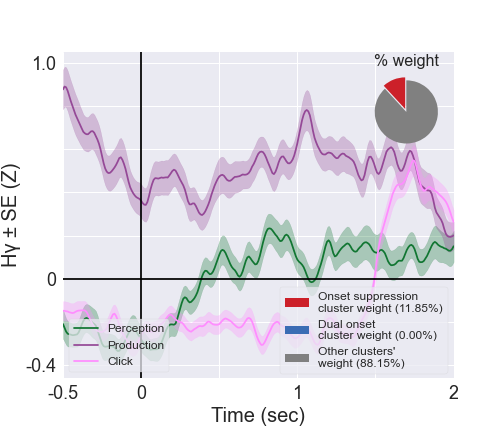 % weight
1.0
0
-0.4
Hγ ± SE (Z)
Perception
Production
Click
Onset suppression
cluster weight (11.85%)
Dual onset
cluster weight (0.00%)
Other clusters'
weight (88.15%)
-0.5
0
1
2
Time (sec)